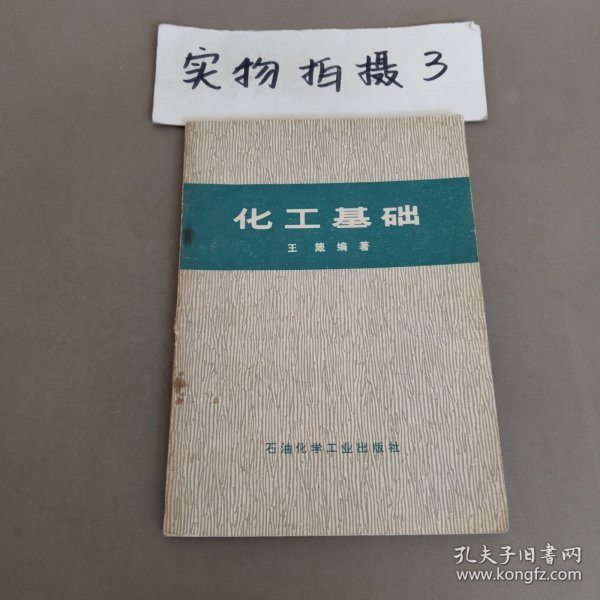 实物拍摄3
化工基础
王箴编著
石油化学工业出版社
孔夫子旧书网
www.kongfz.com